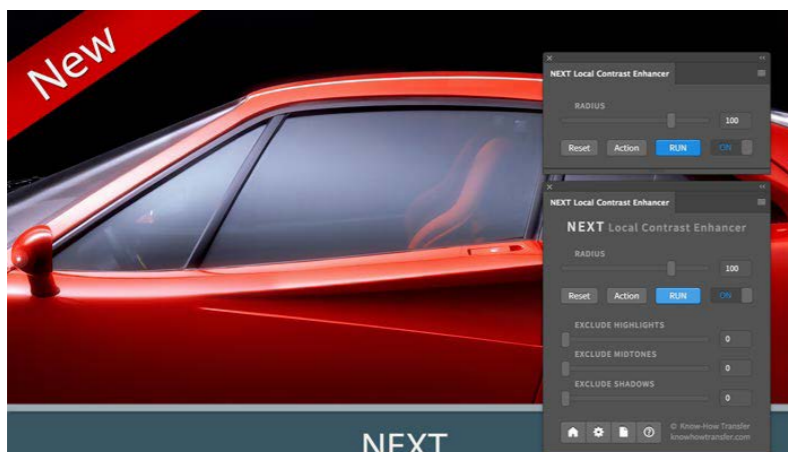 New
NEXT Local Contrast Enhancer
RADIUS
100
Reset Action RUN ON
NEXT Local Contrast Enhancer
NEXT Local Contrast Enhancer
RADIUS
100
Reset Action RUN ON
EXCLUDE HIGHLIGHTS
0
EXCLUDE MIDTONES
0
EXCLUDE SHADOWS
0
© Know-How Transfer
knowhowtransfer.com
NEXT